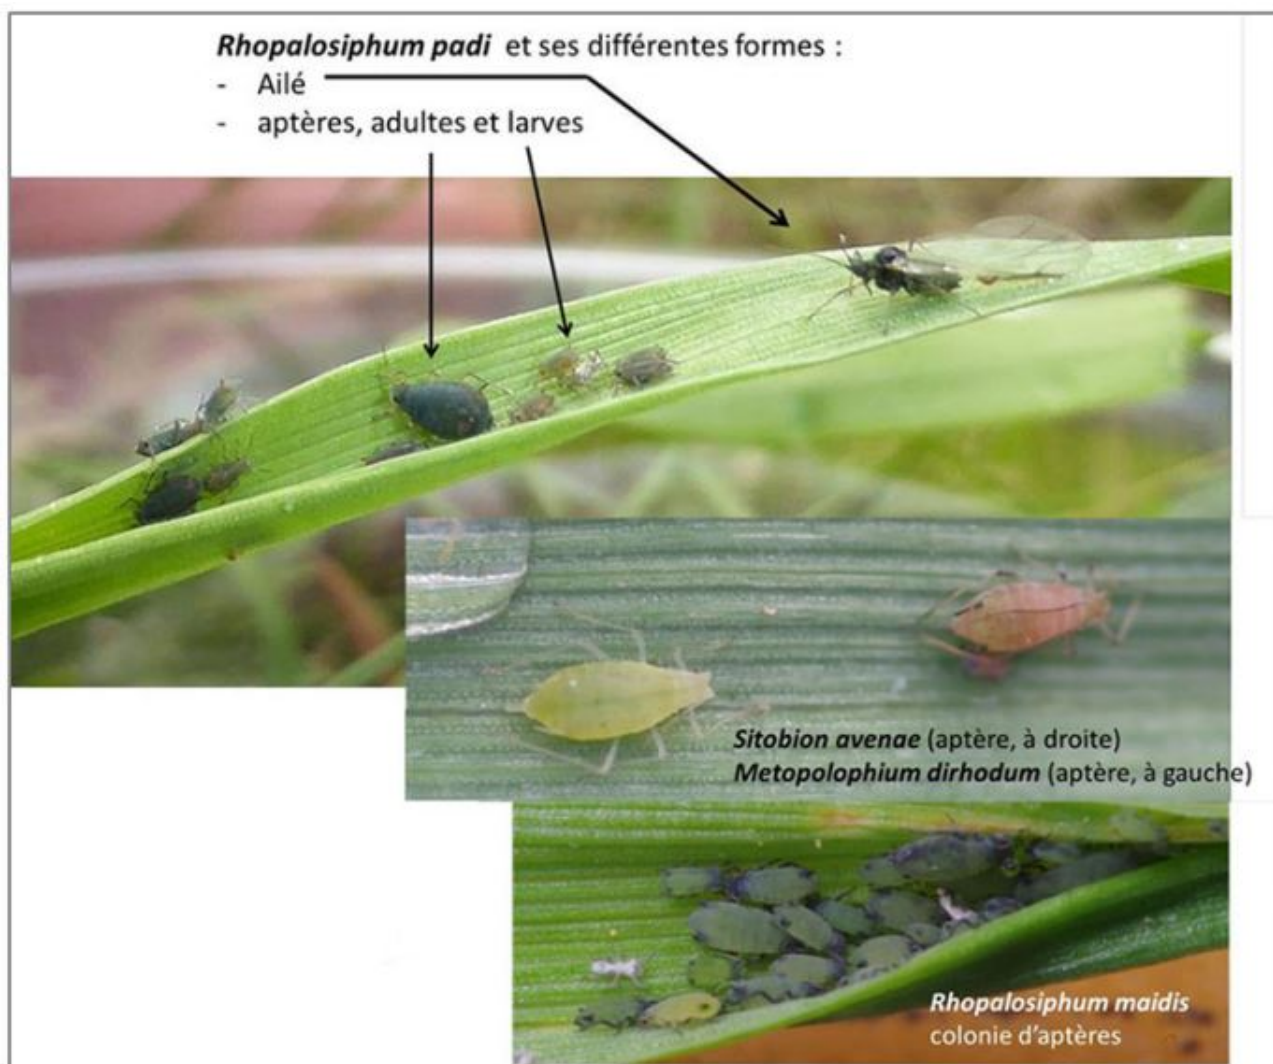 Rhopalosiphum padi et ses différentes formes :
- Ailé
- aptères, adultes et larves
Sitobion avenae (aptère, à droite)
Metopolophium dirhodum (aptère, à gauche)
Rhopalosiphum maidis
colonie d'aptères